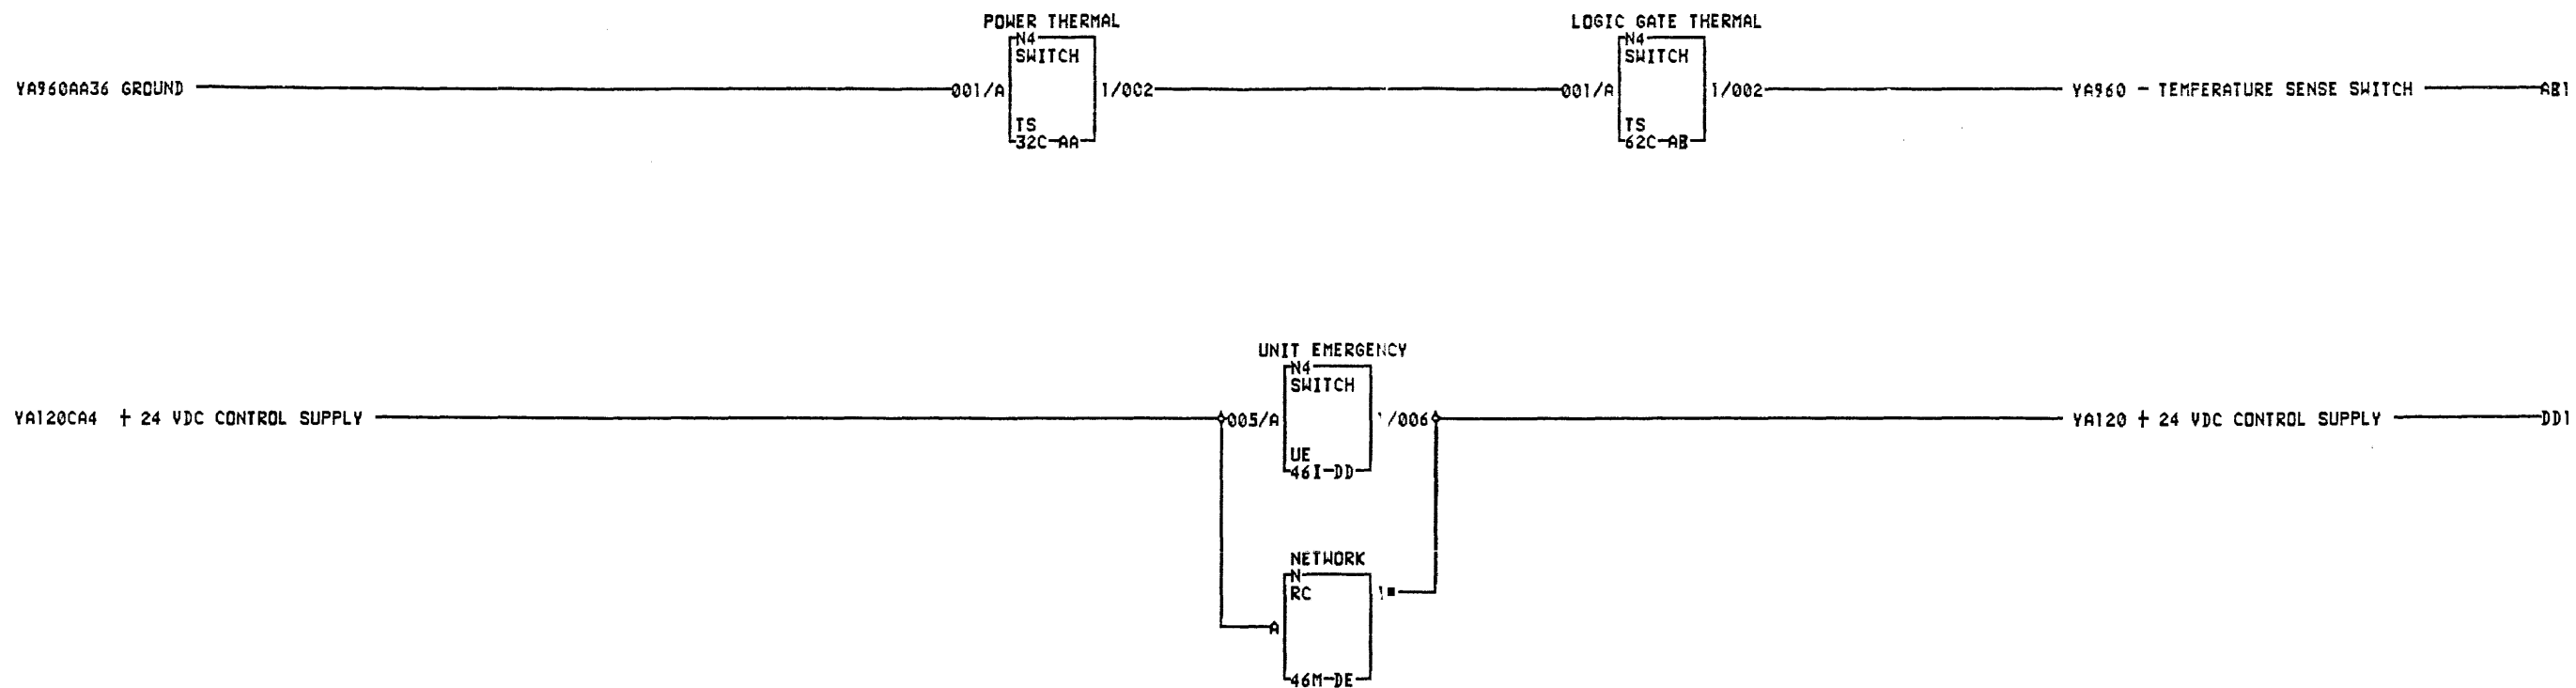 POWER THERMAL
LOGIC GATE THERMAL
N4
SWITCH
N4
SWITCH
YA960AA36 GROUND
001/A
1/002
001/A
1/002
YA960 - TEMPERATURE SENSE SWITCH
AB1
TS
32C-AA
TS
62C-AB
UNIT EMERGENCY
N4
SWITCH
YA120CA4 + 24 VDC CONTROL SUPPLY
005/A
1/006
YA120 + 24 VDC CONTROL SUPPLY
DD1
UE
46I-DD
NETWORK
N
RC
A
46M-DE